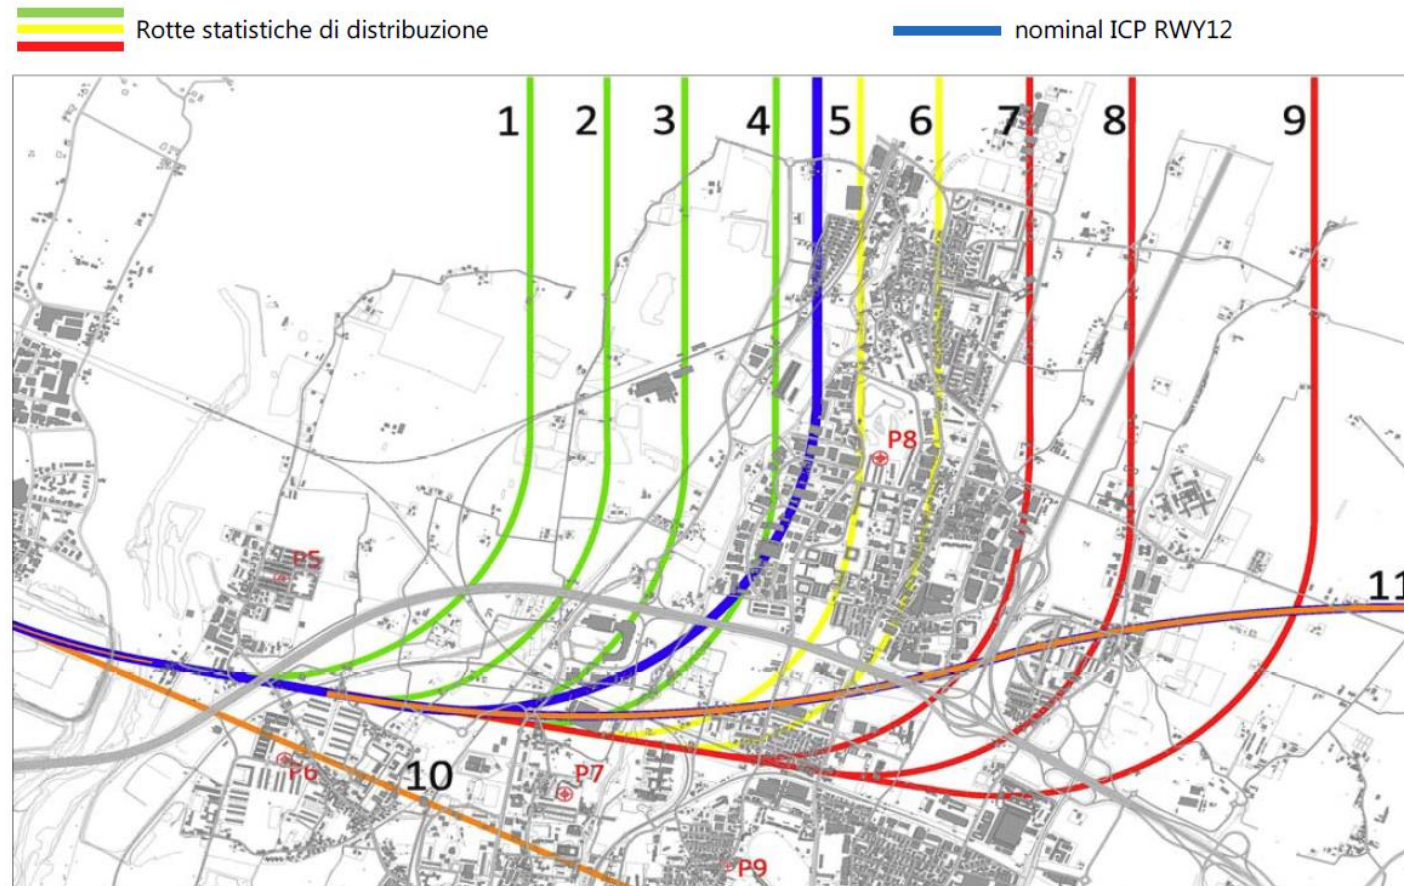 Rotte statistiche di distribuzione
nominal ICP RWY12
1 2 3 4 5 6 7 8 9
P8
P5
11
P6
10
P7
P9